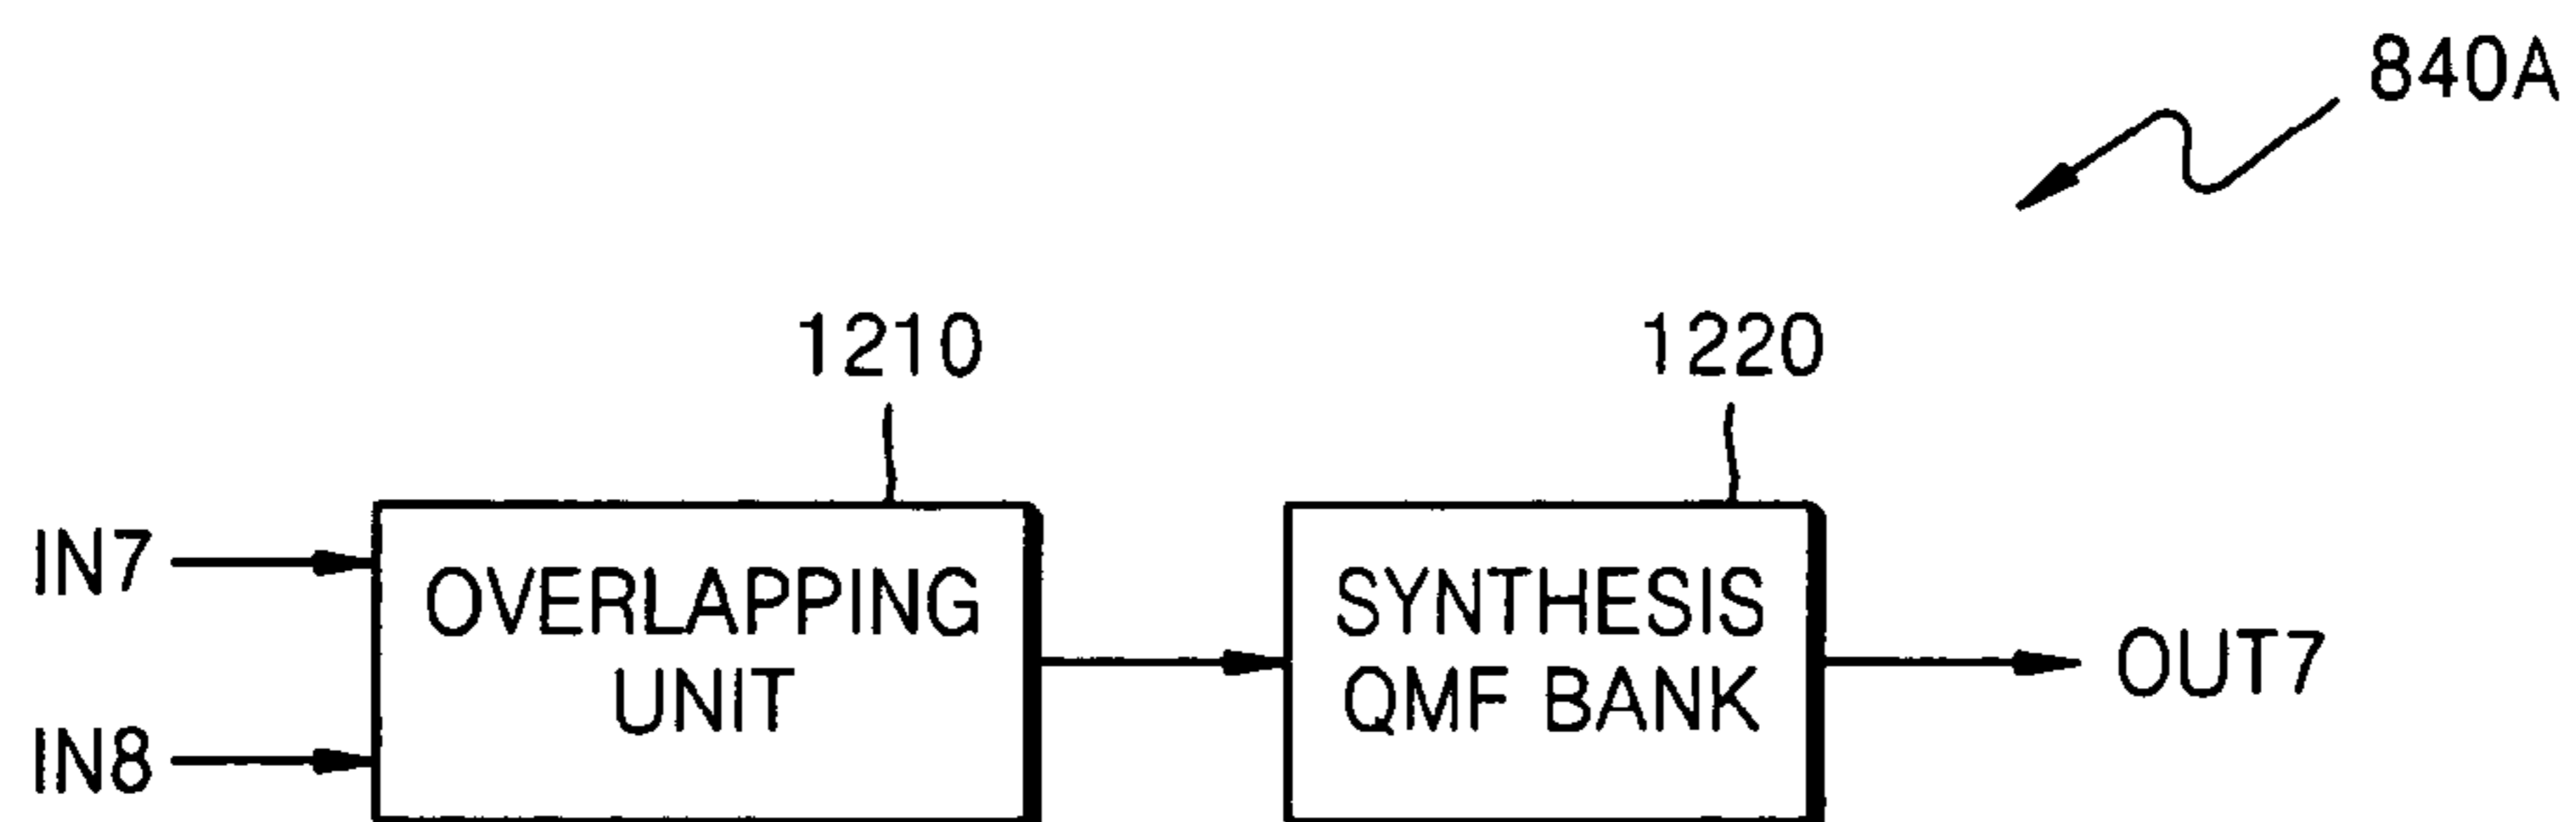 840A
1210
1220
IN7
OVERLAPPING
UNIT
IN8
SYNTHESIS
QMF BANK
OUT7